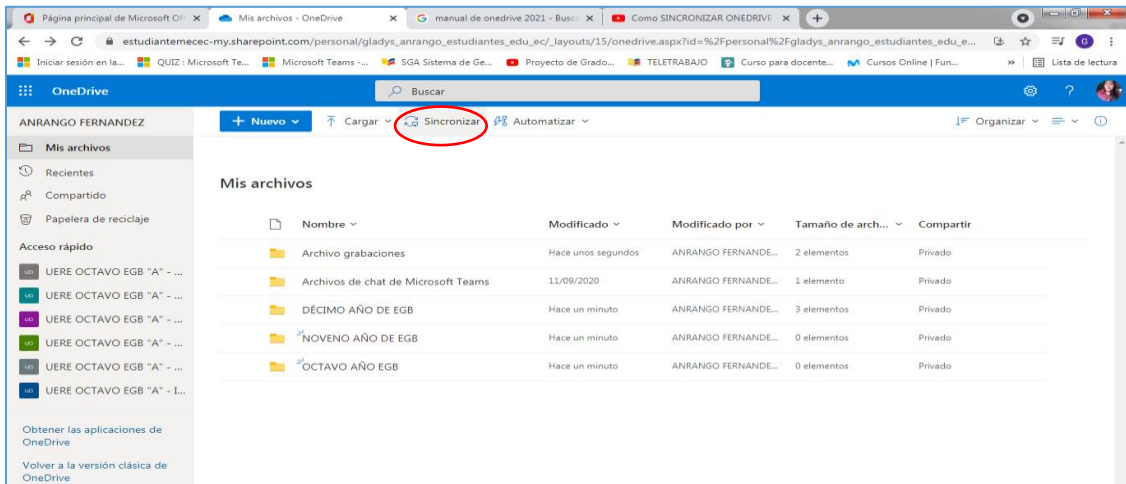 Página principal de Microsoft Off
Mis archivos - OneDrive
manual de onedrive 2021 - Busc
Como SINCRONIZAR ONEDRIVE
estudiantemecec-my.sharepoint.com/personal/gladys_anrango_estudiantes_edu_ec/_layouts/15/onedrive.aspx?id=%2Fpersonal%2Fgladys_anrango_estudiantes_edu_e...
G
Iniciar sesión en la... QUIZ : Microsoft Te... Microsoft Teams -... SGA Sistema de Ge... Proyecto de Grado... TELETRABAJO Curso para docente... Cursos Online | Fun... » Lista de lectura
OneDrive
Buscar
?
ANRANGO FERNANDEZ
+ Nuevo Cargar Sincronizar Automatizar Organizar
Mis archivos
Recientes
Compartido
Papelera de reciclaje
Acceso rápido
UO UERE OCTAVO EGB "A" - ...
UO UERE OCTAVO EGB "A" - ...
UO UERE OCTAVO EGB "A" - ...
UO UERE OCTAVO EGB "A" - ...
UO UERE OCTAVO EGB "A" - ...
UO UERE OCTAVO EGB "A" - I...
Obtener las aplicaciones de
OneDrive
Volver a la versión clásica de
OneDrive
Mis archivos
Nombre Modificado Modificado por Tamaño de arch... Compartir
Archivo grabaciones Hace unos segundos ANRANGO FERNANDE... 2 elementos Privado
Archivos de chat de Microsoft Teams 11/09/2020 ANRANGO FERNANDE... 1 elemento Privado
DÉCIMO AÑO DE EGB Hace un minuto ANRANGO FERNANDE... 3 elementos Privado
NOVENO AÑO DE EGB Hace un minuto ANRANGO FERNANDE... 0 elementos Privado
OCTAVO AÑO EGB Hace un minuto ANRANGO FERNANDE... 0 elementos Privado